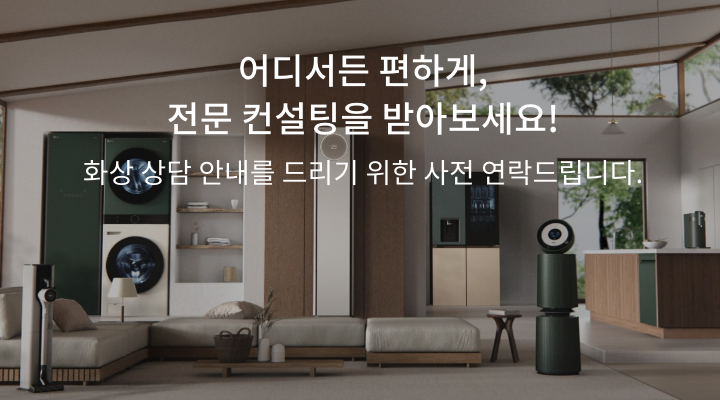 어디서든 편하게,
전문 컨설팅을 받아보세요!
화상 상담 안내를 드리기 위한 사전 연락드립니다.